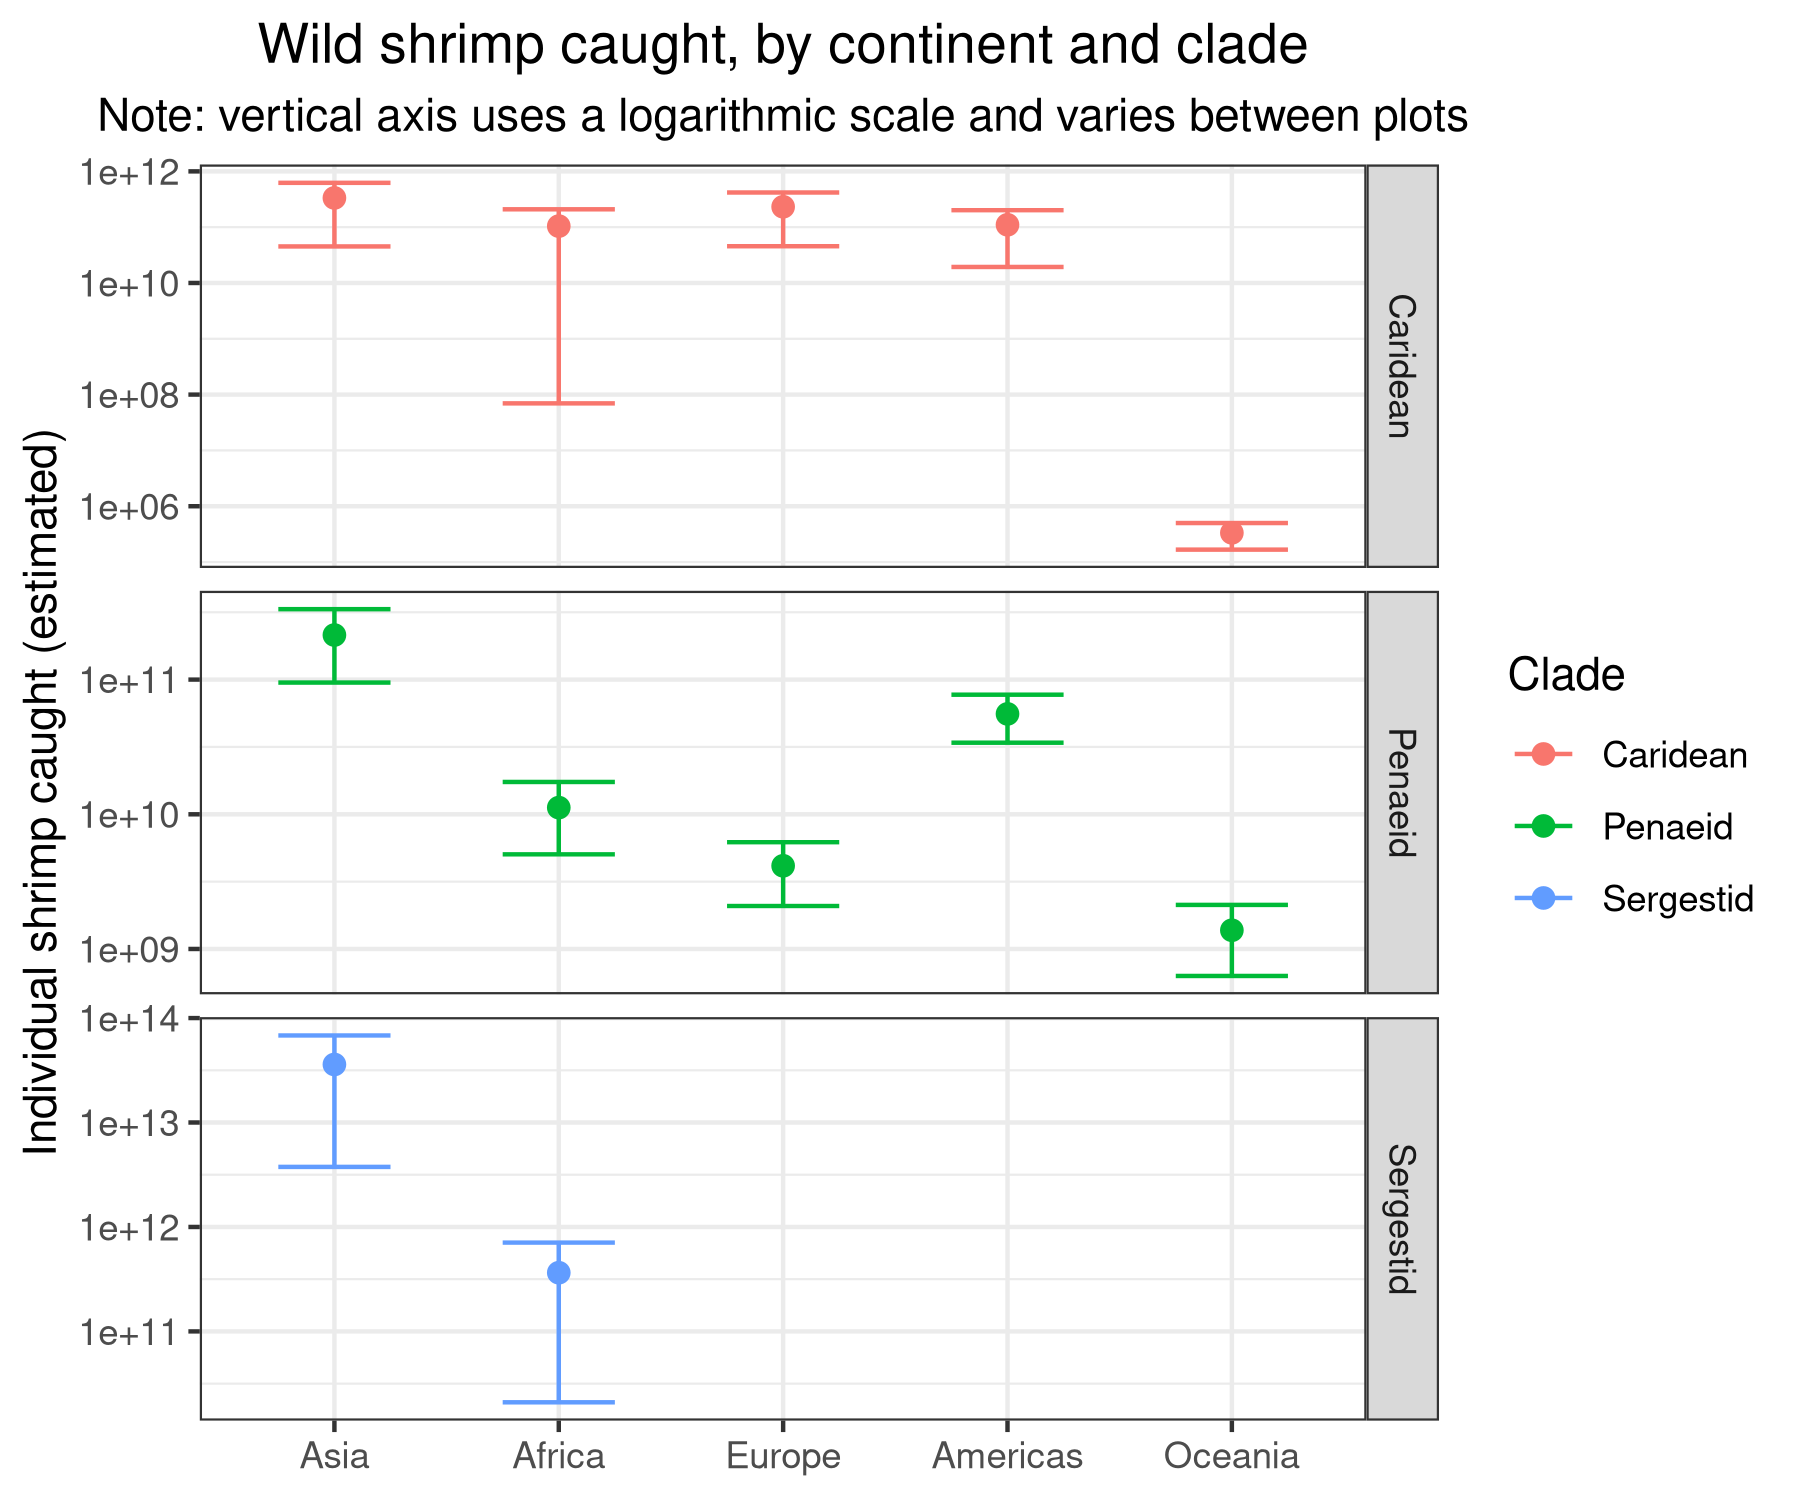 Wild shrimp caught, by continent and clade
Note: vertical axis uses a logarithmic scale and varies between plots
Individual shrimp caught (estimated)
1e+12
1e+10
1e+08
1e+06
Caridean
1e+11
1e+10
1e+09
Penaeid
1e+14
1e+13
1e+12
1e+11
Sergestid
Asia Africa Europe Americas Oceania
Clade
Caridean
Penaeid
Sergestid